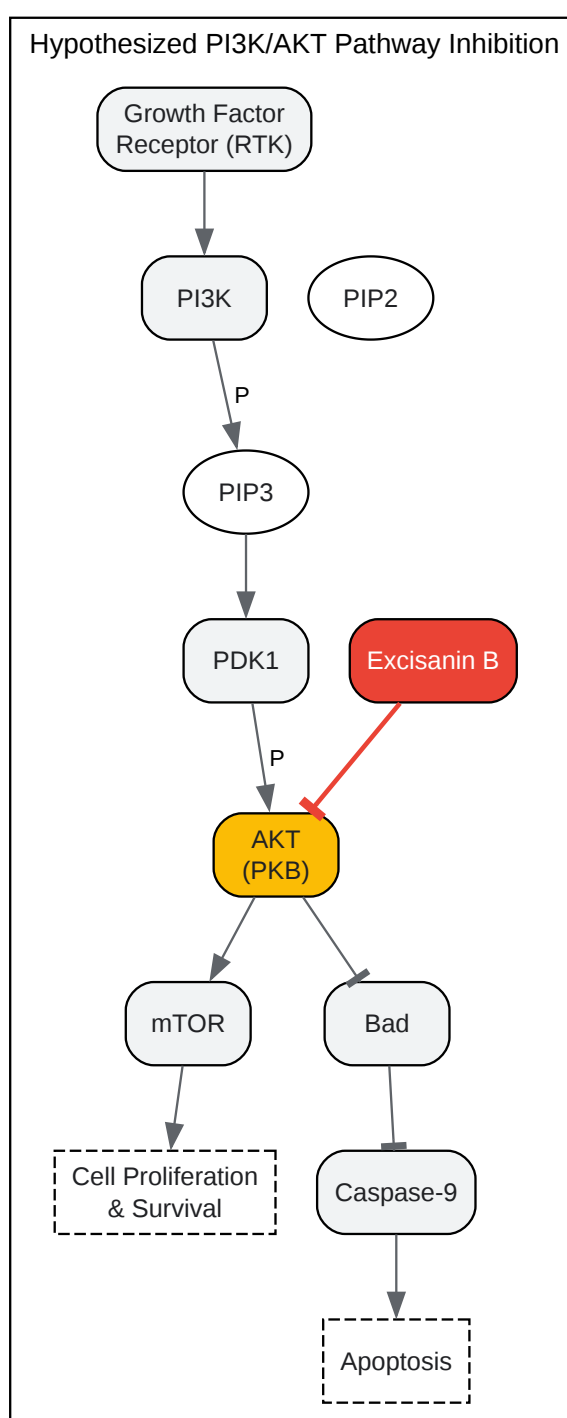 Hypothesized PI3K/AKT Pathway Inhibition
Growth Factor
Receptor (RTK)
PI3K
PIP2
P
PIP3
PDK1
Excisanin B
P
AKT
(PKB)
mTOR
Bad
Cell Proliferation
& Survival
Caspase-9
Apoptosis